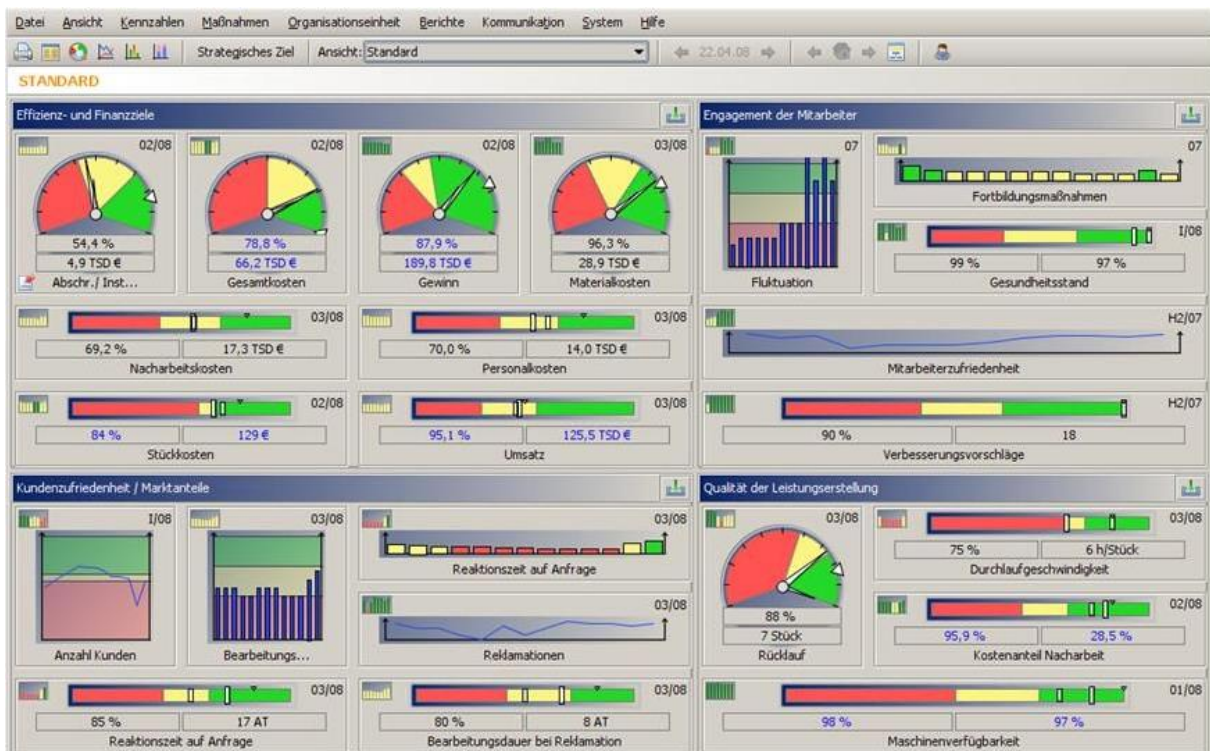 Datei Ansicht Kennzahlen Maßnahmen Organisationseinheit Berichte Kommunikation System Hilfe
Strategisches Ziel Ansicht: Standard 22.04.08
STANDARD
Effizienz- und Finanzziele
02/08
54,4 %
4,9 TSD €
Abschr./ Inst...
02/08
78,8 %
66,2 TSD €
Gesamtkosten
02/08
87,9 %
189,8 TSD €
Gewinn
03/08
96,3 %
28,9 TSD €
Materialkosten
03/08
69,2 % 17,3 TSD €
Nacharbeitskosten
03/08
70,0 % 14,0 TSD €
Personalkosten
02/08
84 % 129 €
Stückkosten
03/08
95,1 % 125,5 TSD €
Umsatz
Engagement der Mitarbeiter
07
Fluktuation
07
Fortbildungsmaßnahmen
I/08
99 % 97 %
Gesundheitsstand
H2/07
Mitarbeiterzufriedenheit
H2/07
90 % 18
Verbesserungsvorschläge
Kundenzufriedenheit / Marktanteile
I/08
Anzahl Kunden
03/08
Bearbeitungs...
03/08
Reaktionszeit auf Anfrage
03/08
Reklamationen
03/08
85 % 17 AT
Reaktionszeit auf Anfrage
03/08
80 % 8 AT
Bearbeitungsdauer bei Reklamation
Qualität der Leistungserstellung
03/08
88 %
7 Stück
Rücklauf
03/08
75 % 6 h/Stück
Durchlaufgeschwindigkeit
02/08
95,9 % 28,5 %
Kostenanteil Nacharbeit
01/08
98 % 97 %
Maschinenverfügbarkeit